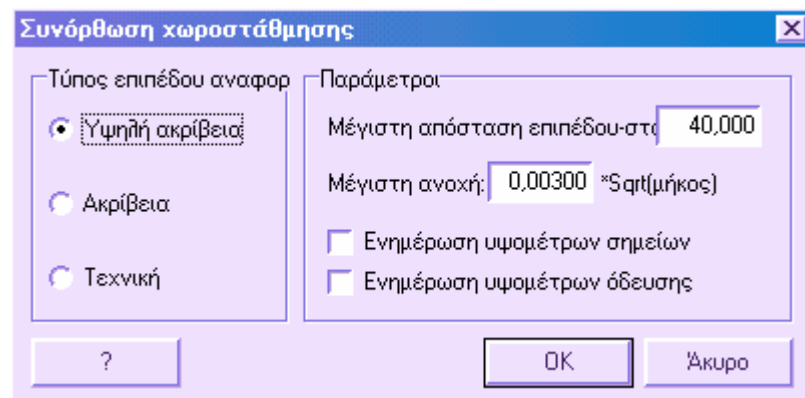 Συνόρθωση χωροστάθμησης
Τύπος επιπέδου αναφορ
Υψηλή ακρίβεια
Ακρίβεια
Τεχνική
Παράμετροι
Μέγιστη απόσταση επιπέδου-στα 40,000
Μέγιστη ανοχή: 0,00300 *Sqrt(μήκος)
Ενημέρωση υψομέτρων σημείων
Ενημέρωση υψομέτρων όδευσης
? OK Άκυρο